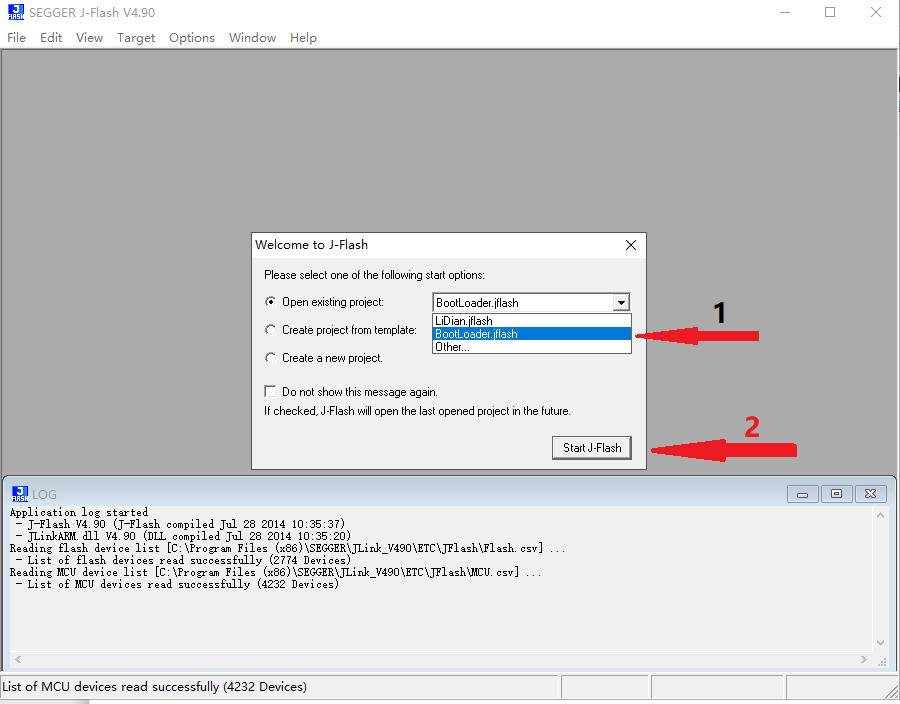 SEGGER J-Flash V4.90
File Edit View Target Options Window Help
Welcome to J-Flash
Please select one of the following start options:
Open existing project:
BootLoader.jflash
LiDian.jflash
Create project from template:
BootLoader.jflash
Other...
Create a new project.
1
Do not show this message again.
If checked, J-Flash will open the last opened project in the future.
Start J-Flash
2
LOG
Application log started
- J-Flash V4.90 (J-Flash compiled Jul 28 2014 10:35:37)
- JLinkARM.dll V4.90 (DLL compiled Jul 28 2014 10:35:20)
Reading flash device list [C:\Program Files (x86)\SEGGER\JLink_V490\ETC\JFlash\Flash.csv] ...
- List of flash devices read successfully (2774 Devices)
Reading MCU device list [C:\Program Files (x86)\SEGGER\JLink_V490\ETC\JFlash\MCU.csv] ...
- List of MCU devices read successfully (4232 Devices)
List of MCU devices read successfully (4232 Devices)